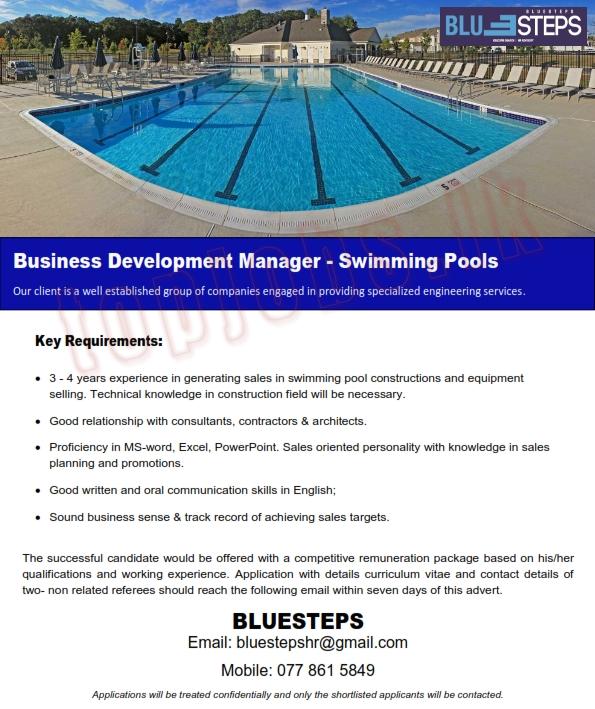 BLUESTEPS
BLU STEPS
Business Development Manager - Swimming Pools
Our client is a well established group of companies engaged in providing specialized engineering services.
topjobs.lk
Key Requirements:
• 3 - 4 years experience in generating sales in swimming pool constructions and equipment
selling. Technical knowledge in construction field will be necessary.
• Good relationship with consultants, contractors & architects.
• Proficiency in MS-word, Excel, PowerPoint. Sales oriented personality with knowledge in sales
planning and promotions.
• Good written and oral communication skills in English;
• Sound business sense & track record of achieving sales targets.
The successful candidate would be offered with a competitive remuneration package based on his/her
qualifications and working experience. Application with details curriculum vitae and contact details of
two- non related referees should reach the following email within seven days of this advert.
BLUESTEPS
Email: bluestepshr@gmail.com
Mobile: 077 861 5849
Applications will be treated confidentially and only the shortlisted applicants will be contacted.